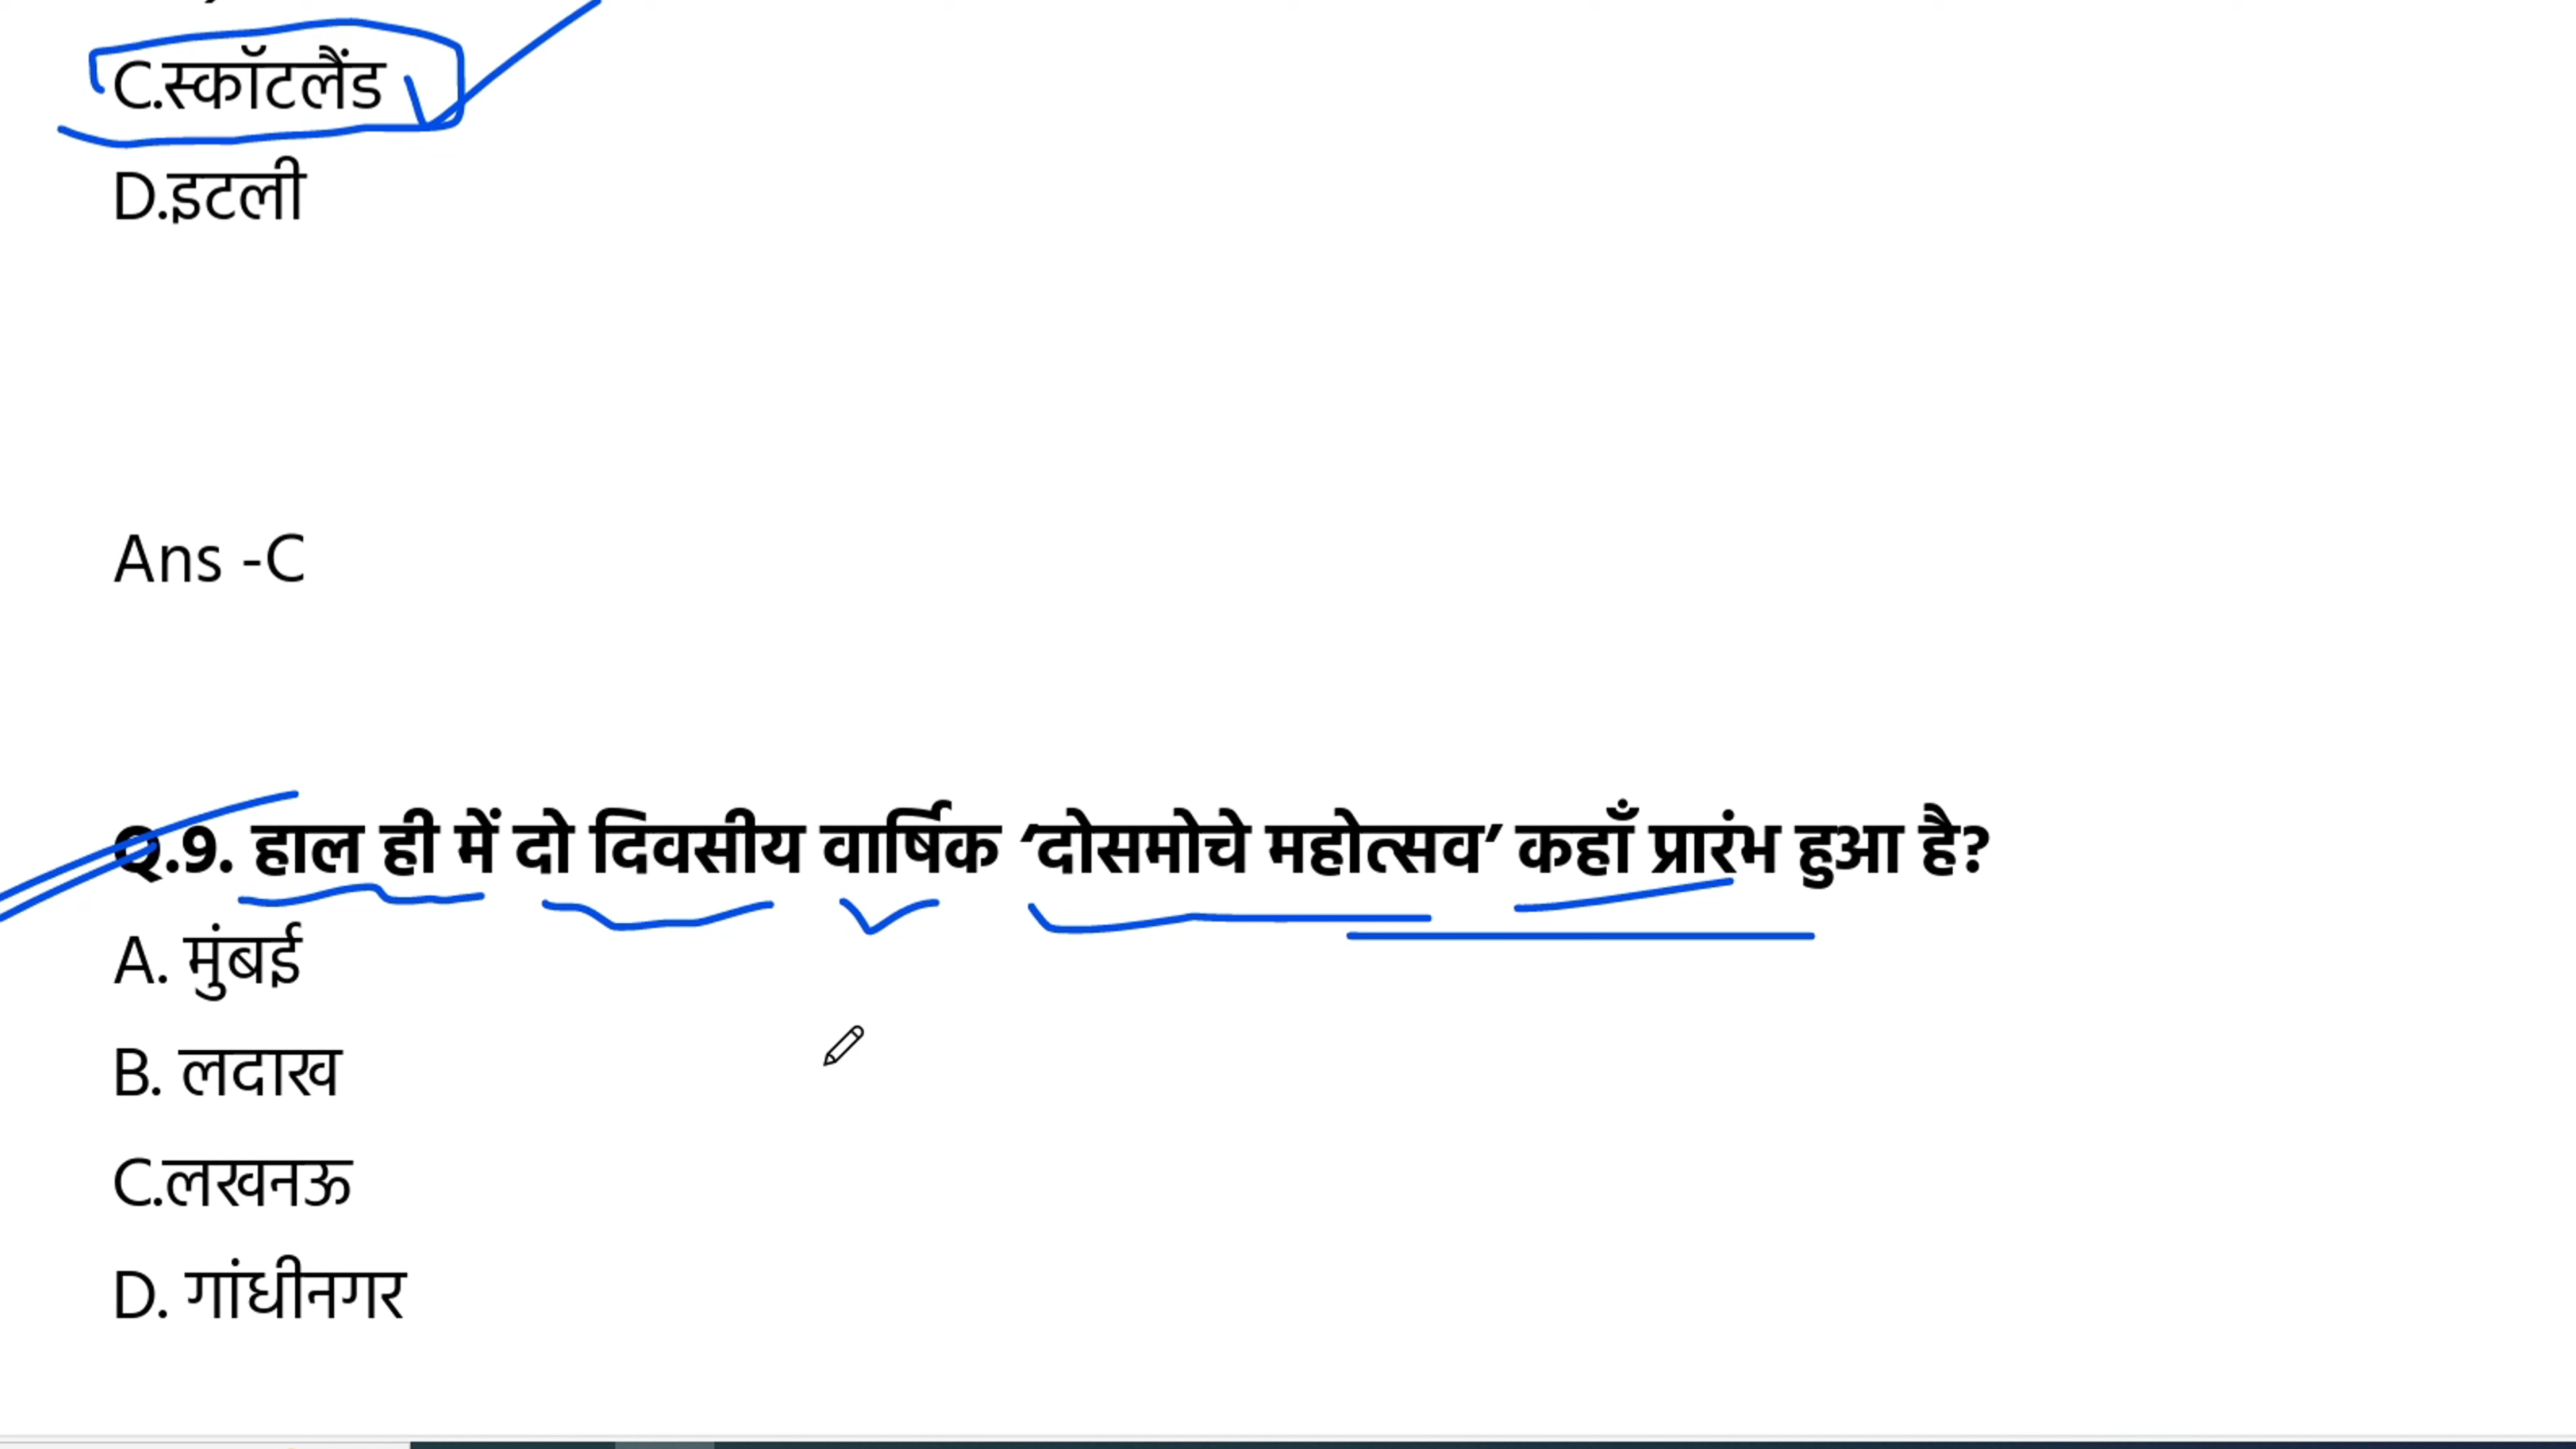 C.स्कॉटलैंड
D.इटली
Ans -C
Q.9. हाल ही में दो दिवसीय वार्षिक ‘दोसमोचे महोत्सव’ कहाँ प्रारंभ हुआ है?
A. मुंबई
B. लदाख
C.लखनऊ
D. गांधीनगर